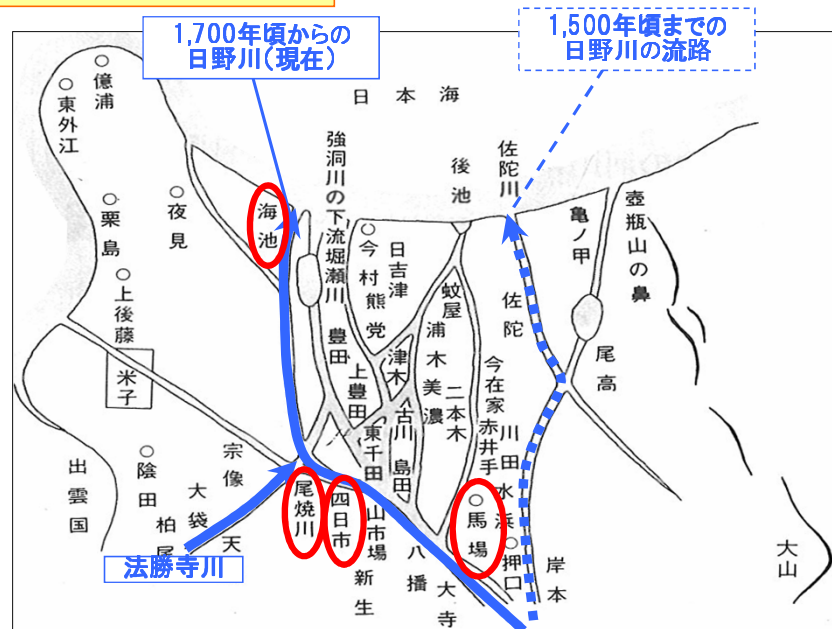 1,700年頃からの
日野川(現在)
1,500年頃までの
日野川の流路
日本海
億浦
東外江
栗島
夜見
海池
上後藤
米子
強洞川の下流堀瀬川
今村
熊党
日吉津
後池
佐陀川
佐陀
亀ノ甲
壺瓶山の鼻
蚊屋
浦木
美濃
二本木
豊田
上豊田
津木
古川
東千田
島田
今在家
赤井手
川田
水浜
尾高
出雲国
陰田
柏尾
大袋
宗像
天
法勝寺川
尾焼川
四日市
山市場
新生
八播
大寺
馬場
押口
岸本
大山